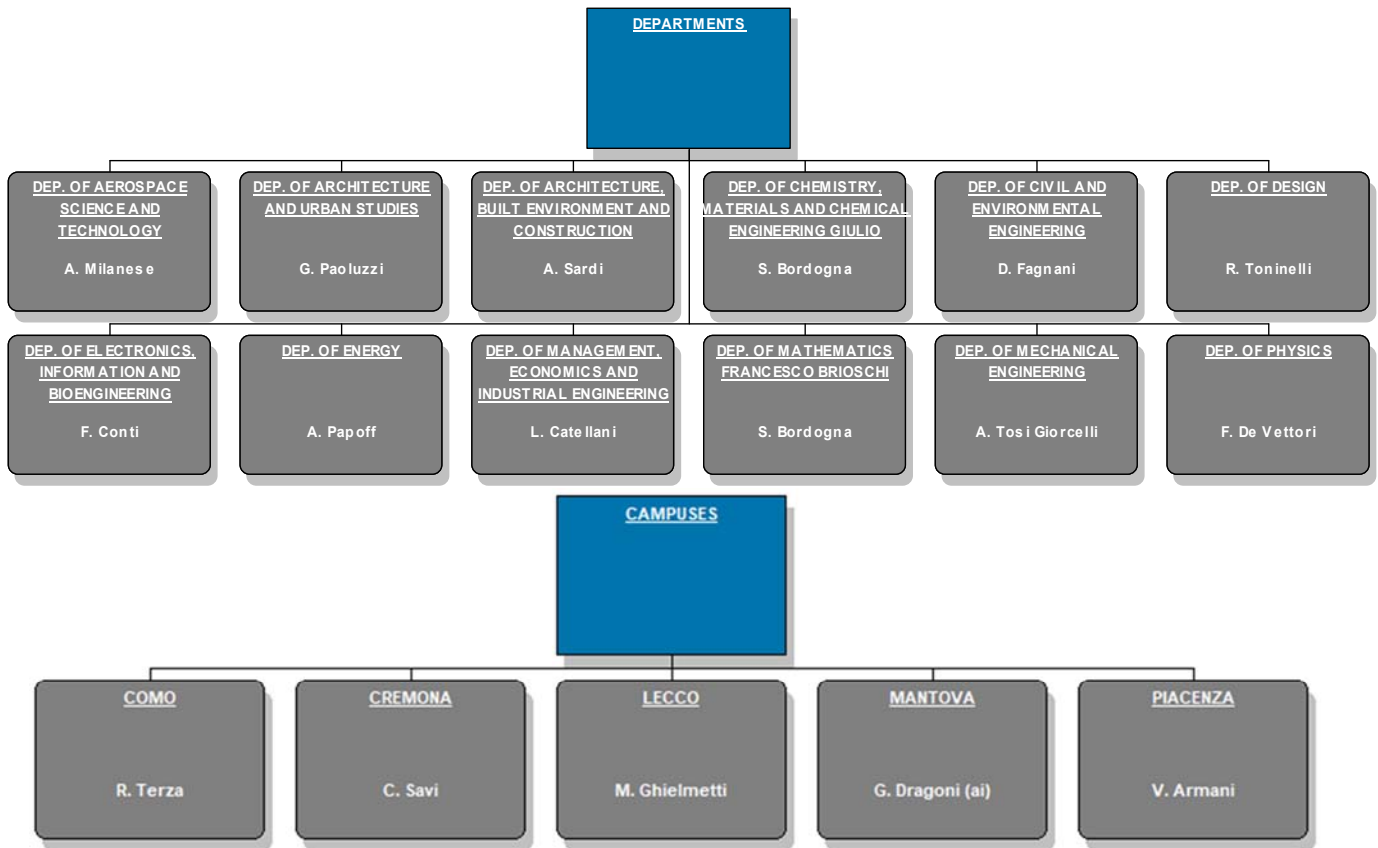 DEPARTMENTS
DEP. OF AEROSPACE
SCIENCE AND
TECHNOLOGY
A. Milanese
DEP. OF ARCHITECTURE
AND URBAN STUDIES
G. Paoluzzi
DEP. OF ARCHITECTURE,
BUILT ENVIRONMENT AND
CONSTRUCTION
A. Sardi
DEP. OF CHEMISTRY,
MATERIALS AND CHEMICAL
ENGINEERING GIULIO
S. Bordogna
DEP. OF CIVIL AND
ENVIRONMENTAL
ENGINEERING
D. Fagnani
DEP. OF DESIGN
R. Toninelli
DEP. OF ELECTRONICS,
INFORMATION AND
BIOENGINEERING
F. Conti
DEP. OF ENERGY
A. Papoff
DEP. OF MANAGEMENT,
ECONOMICS AND
INDUSTRIAL ENGINEERING
L. Catellani
DEP. OF MATHEMATICS
FRANCESCO BRIOSCHI
S. Bordogna
DEP. OF MECHANICAL
ENGINEERING
A. Tosi Giorcelli
DEP. OF PHYSICS
F. De Vettori
CAMPUSES
COMO
R. Terza
CREMONA
C. Savi
LECCO
M. Ghielmetti
MANTOVA
G. Dragoni (ai)
PIACENZA
V. Armani